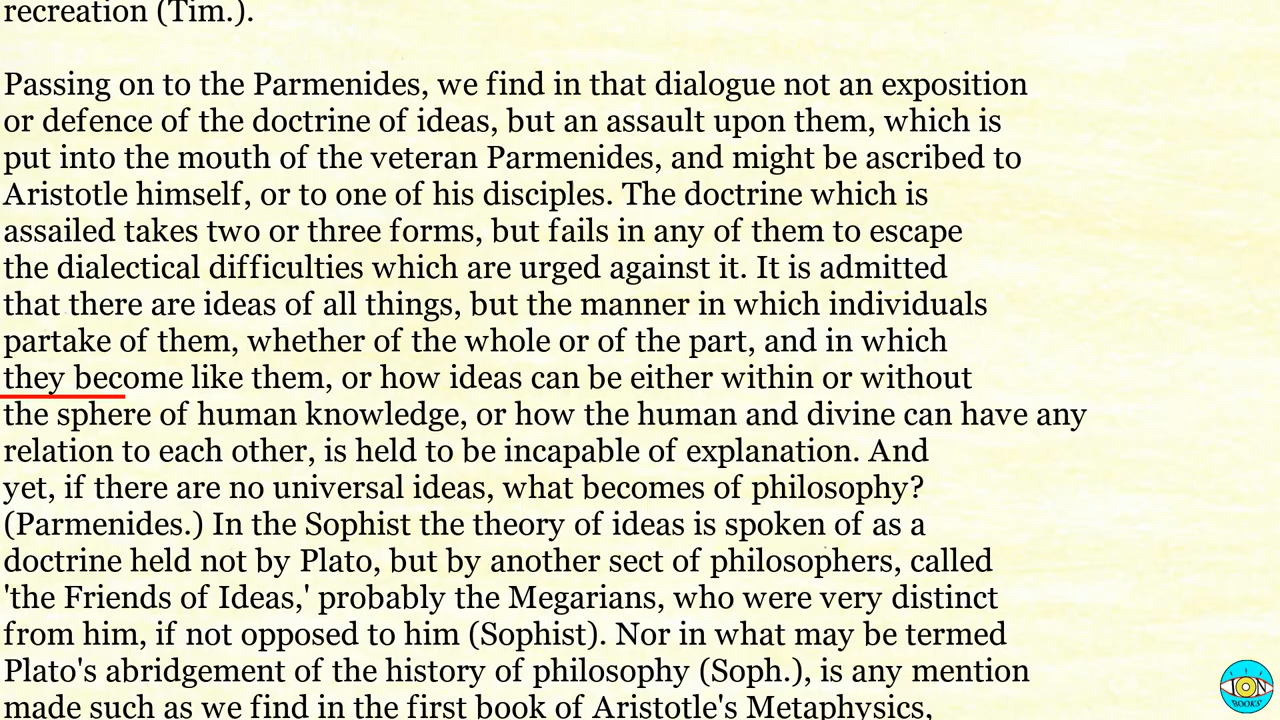 recreation (Tim.).
Passing on to the Parmenides, we find in that dialogue not an exposition
or defence of the doctrine of ideas, but an assault upon them, which is
put into the mouth of the veteran Parmenides, and might be ascribed to
Aristotle himself, or to one of his disciples. The doctrine which is
assailed takes two or three forms, but fails in any of them to escape
the dialectical difficulties which are urged against it. It is admitted
that there are ideas of all things, but the manner in which individuals
partake of them, whether of the whole or of the part, and in which
they become like them, or how ideas can be either within or without
the sphere of human knowledge, or how the human and divine can have any
relation to each other, is held to be incapable of explanation. And
yet, if there are no universal ideas, what becomes of philosophy?
(Parmenides.) In the Sophist the theory of ideas is spoken of as a
doctrine held not by Plato, but by another sect of philosophers, called
'the Friends of Ideas,' probably the Megarians, who were very distinct
from him, if not opposed to him (Sophist). Nor in what may be termed
Plato's abridgement of the history of philosophy (Soph.), is any mention
made such as we find in the first book of Aristotle's Metaphysics,
ION
BOOKS